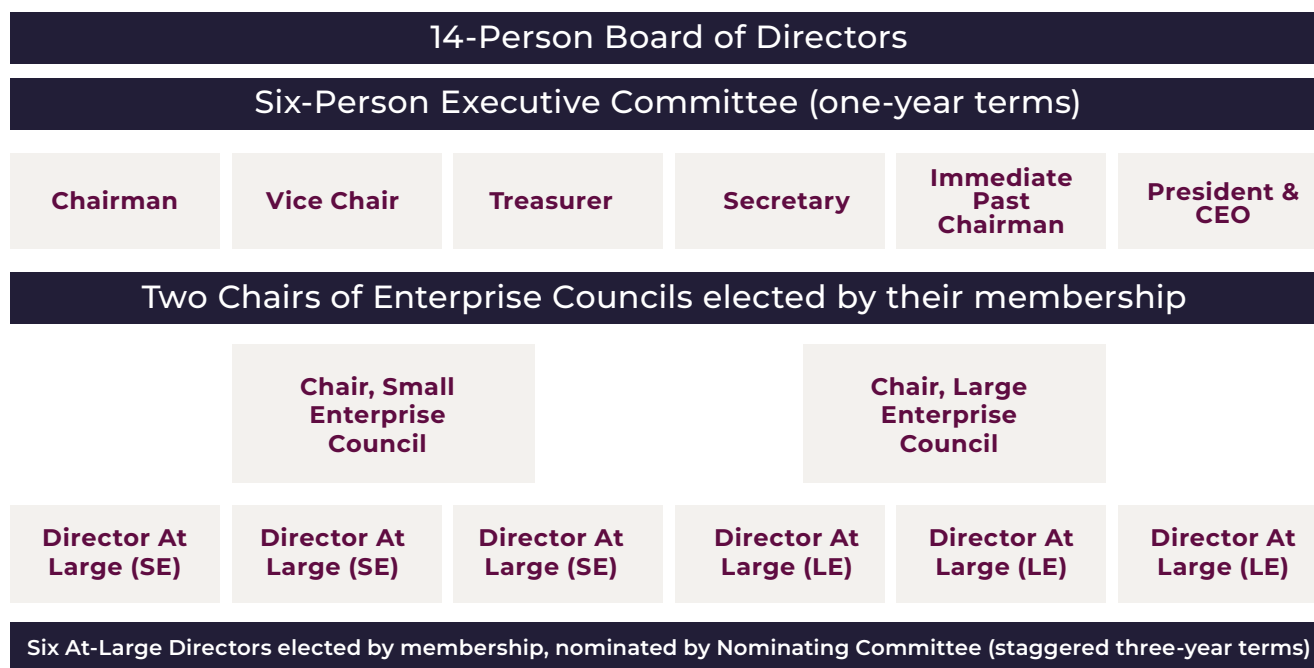 14-Person Board of Directors
Six-Person Executive Committee (one-year terms)
Chairman
Vice Chair
Treasurer
Secretary
Immediate
Past
Chairman
President &
CEO
Two Chairs of Enterprise Councils elected by their membership
Chair, Small
Enterprise
Council
Chair, Large
Enterprise
Council
Director At
Large (SE)
Director At
Large (SE)
Director At
Large (SE)
Director At
Large (LE)
Director At
Large (LE)
Director At
Large (LE)
Six At-Large Directors elected by membership, nominated by Nominating Committee (staggered three-year terms)